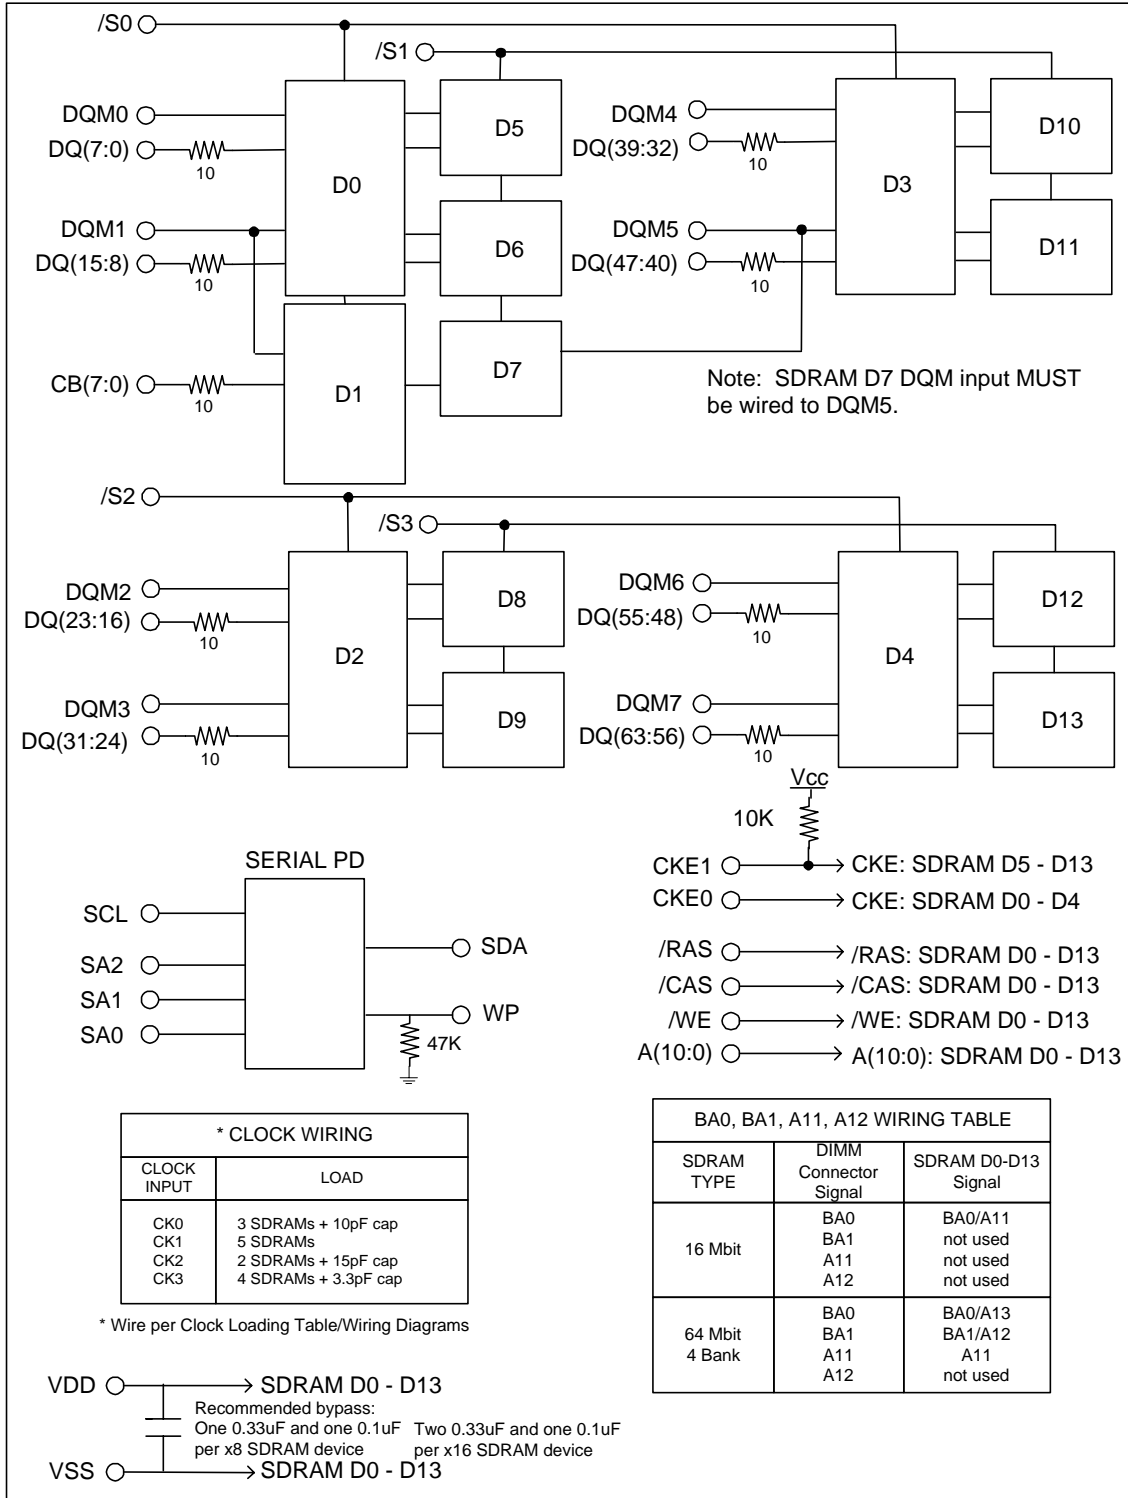 /S0
/S1
DQM0
DQ(7:0)
10
D0
D5
DQM4
DQ(39:32)
10
D3
D10
DQM1
DQ(15:8)
10
D6
DQM5
DQ(47:40)
10
D11
CB(7:0)
10
D1
D7
Note: SDRAM D7 DQM input MUST
be wired to DQM5.
/S2
/S3
DQM2
DQ(23:16)
10
D2
D8
DQM6
DQ(55:48)
10
D4
D12
DQM3
DQ(31:24)
10
D9
DQM7
DQ(63:56)
10
D13
Vcc
10K
SERIAL PD
SCL
SA2
SA1
SA0
SDA
WP
47K
CKE1 CKE: SDRAM D5 - D13
CKE0 CKE: SDRAM D0 - D4
/RAS /RAS: SDRAM D0 - D13
/CAS /CAS: SDRAM D0 - D13
/WE /WE: SDRAM D0 - D13
A(10:0) A(10:0): SDRAM D0 - D13
* CLOCK WIRING
CLOCK INPUT LOAD
CK0 3 SDRAMs + 10pF cap
CK1 5 SDRAMs
CK2 2 SDRAMs + 15pF cap
CK3 4 SDRAMs + 3.3pF cap
* Wire per Clock Loading Table/Wiring Diagrams
BA0, BA1, A11, A12 WIRING TABLE
SDRAM TYPE DIMM Connector Signal SDRAM D0-D13 Signal
16 Mbit
BA0 BA0/A11
BA1 not used
A11 not used
A12 not used
64 Mbit
4 Bank
BA0 BA0/A13
BA1 BA1/A12
A11 A11
A12 not used
VDD SDRAM D0 - D13
Recommended bypass:
One 0.33uF and one 0.1uF
per x8 SDRAM device
Two 0.33uF and one 0.1uF
per x16 SDRAM device
VSS SDRAM D0 - D13